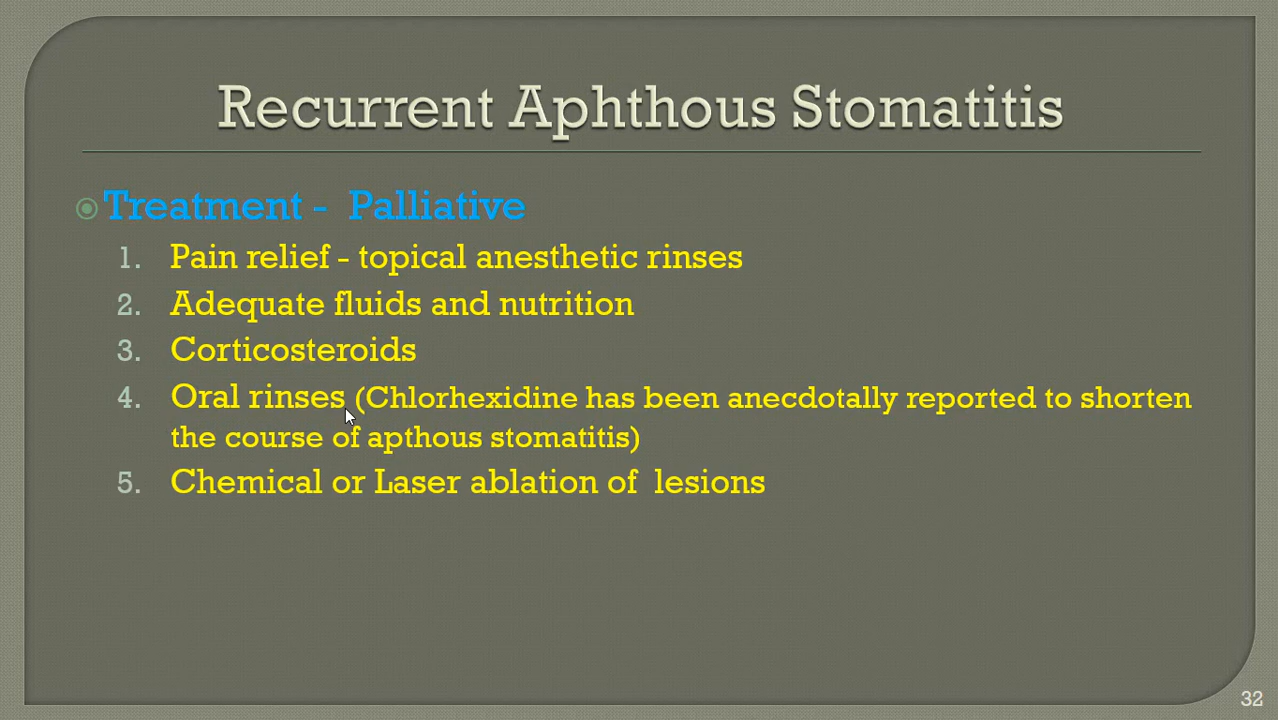 Recurrent Aphthous Stomatitis
Treatment - Palliative
1. Pain relief - topical anesthetic rinses
2. Adequate fluids and nutrition
3. Corticosteroids
4. Oral rinses (Chlorhexidine has been anecdotally reported to shorten
the course of apthous stomatitis)
5. Chemical or Laser ablation of lesions
32